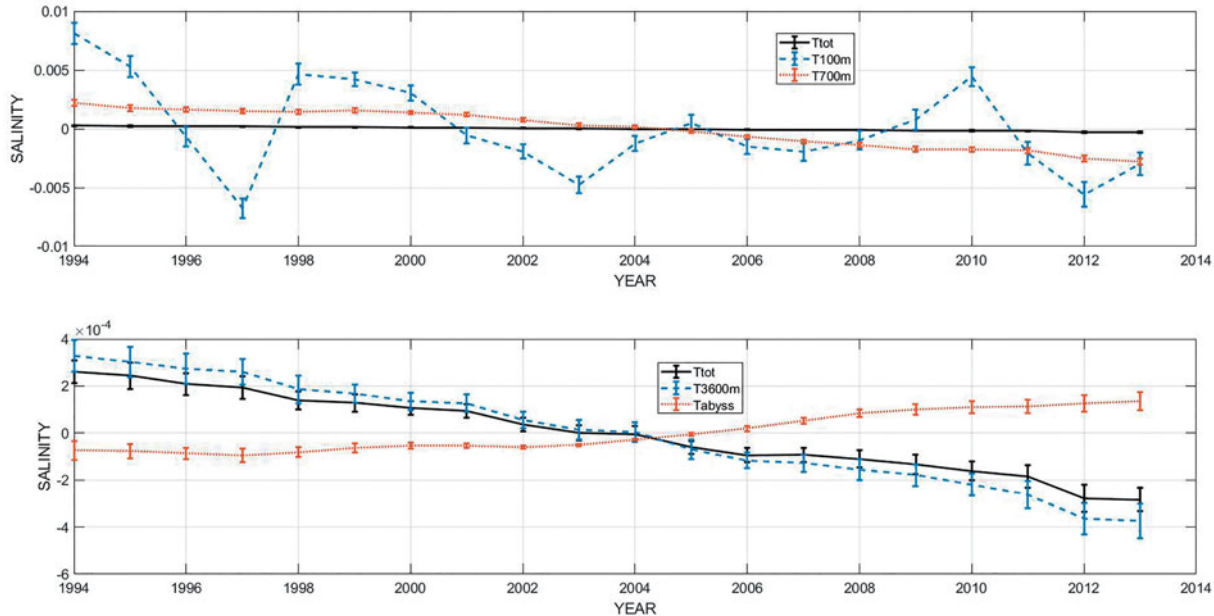 0.01
0.005
0
-0.005
-0.01
SALINITY
Ttot
T100m
T700m
1994 1996 1998 2000 2002 2004 2006 2008 2010 2012 2014
YEAR
×10⁻⁴
4
2
0
-2
-4
-6
SALINITY
Ttot
T3600m
Tabyss
1994 1996 1998 2000 2002 2004 2006 2008 2010 2012 2014
YEAR